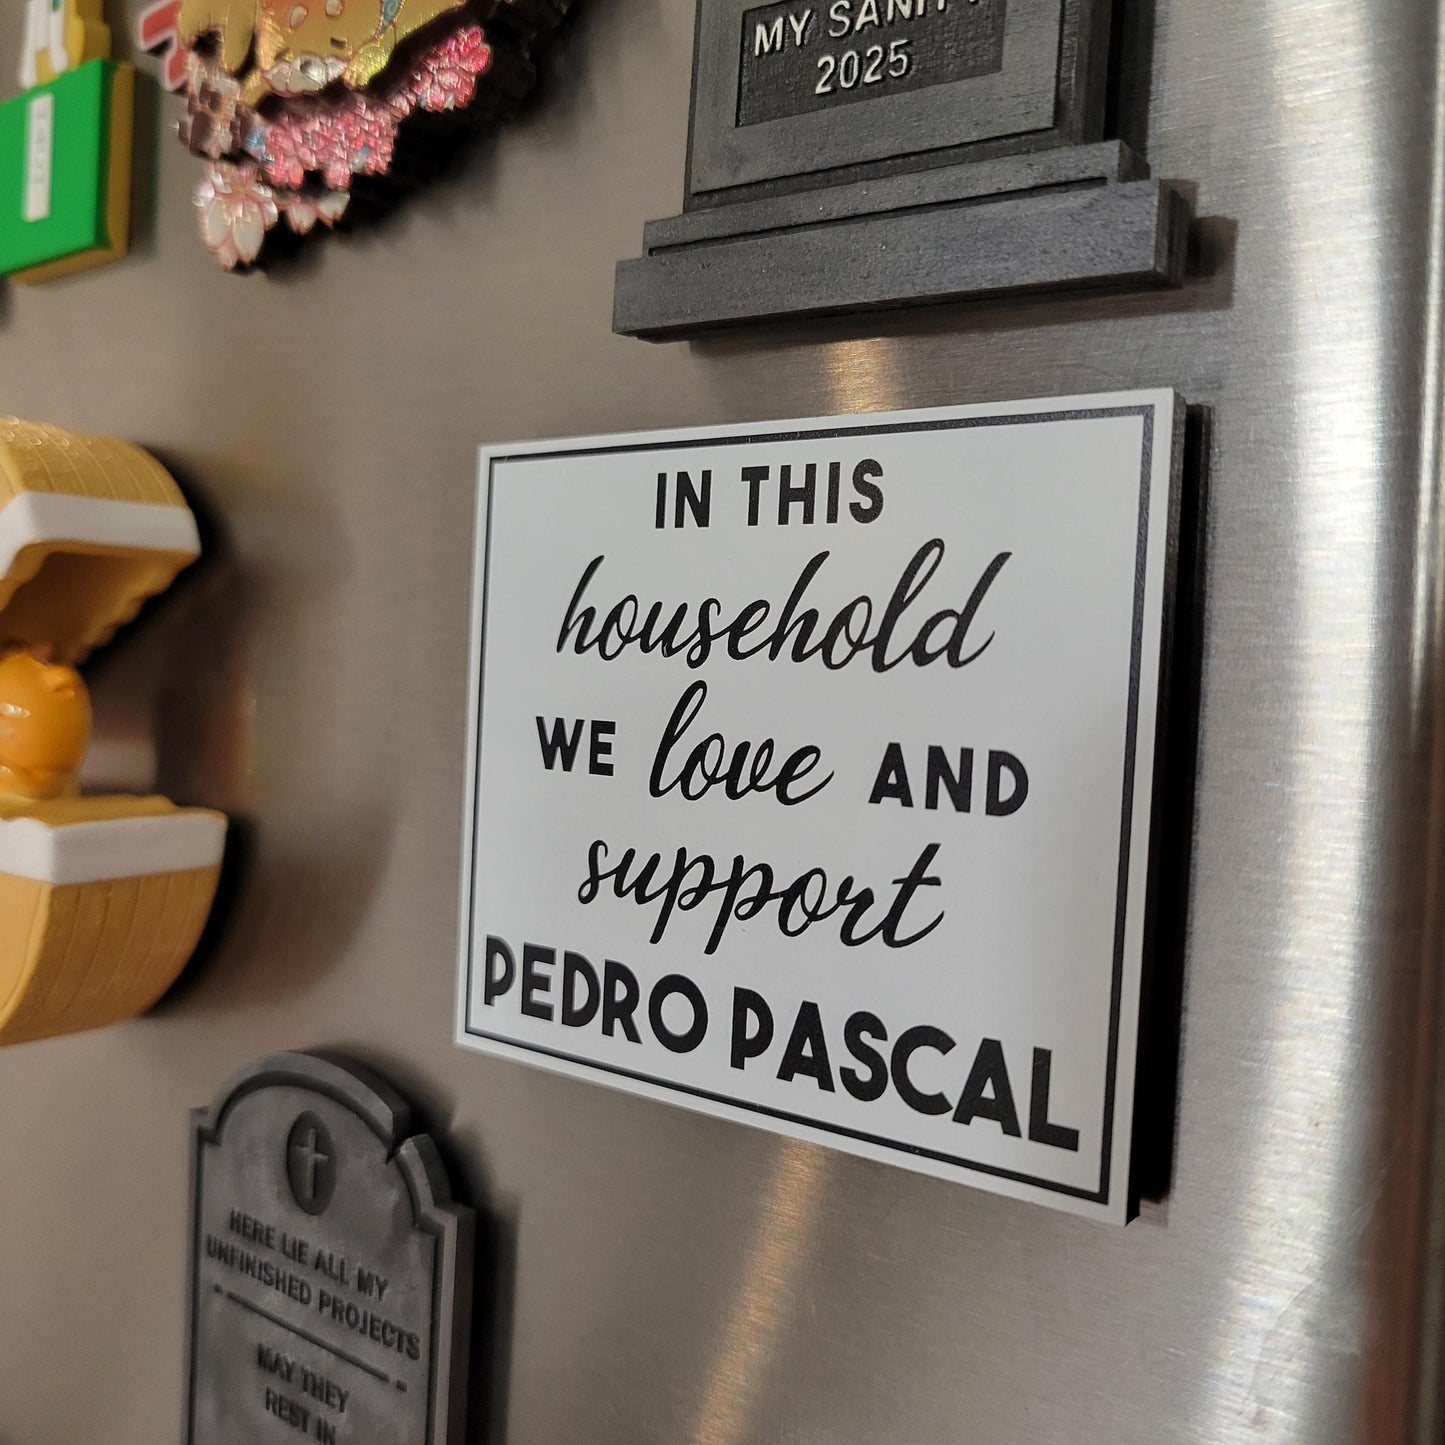 MY SANITY
2025
IN THIS
household
WE love AND
support
PEDRO PASCAL
HERE LIE ALL MY
UNFINISHED PROJECTS
MAY THEY
REST IN